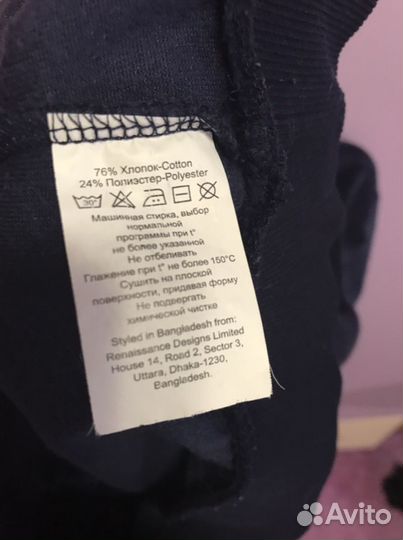 76% Хлопок-Cotton
24% Полиэстер-Polyester
30°
Машинная стирка, выбор
нормальной
программы при t°
не более указанной
Не отбеливать
Глажение при t° не более 150°C
Сушить на плоской
поверхности, придавая форму
Не подвергать
химической чистке
Styled in Bangladesh from:
Renaissance Designs Limited
House 14, Road 2, Sector 3,
Uttara, Dhaka-1230,
Bangladesh.
Avito